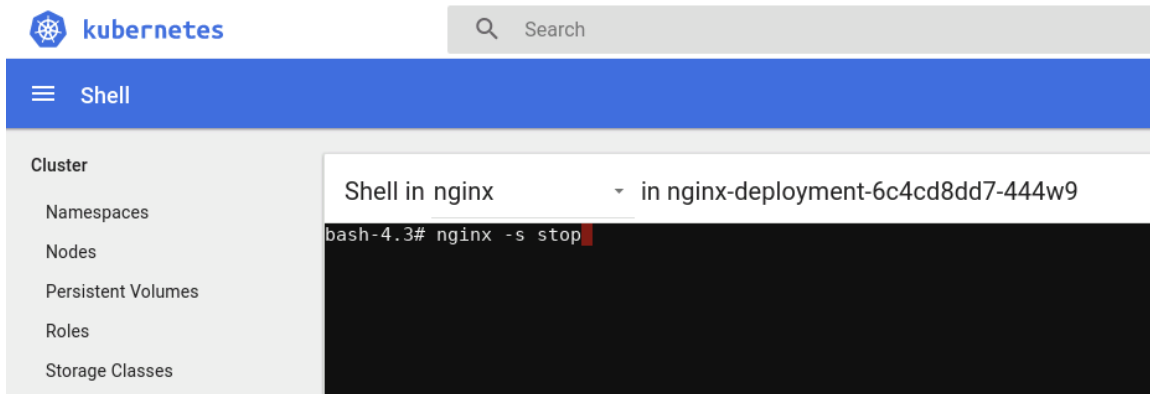 kubernetes
Search
Shell
Cluster
Namespaces
Nodes
Persistent Volumes
Roles
Storage Classes
Shell in nginx in nginx-deployment-6c4cd8dd7-444w9
bash-4.3# nginx -s stop